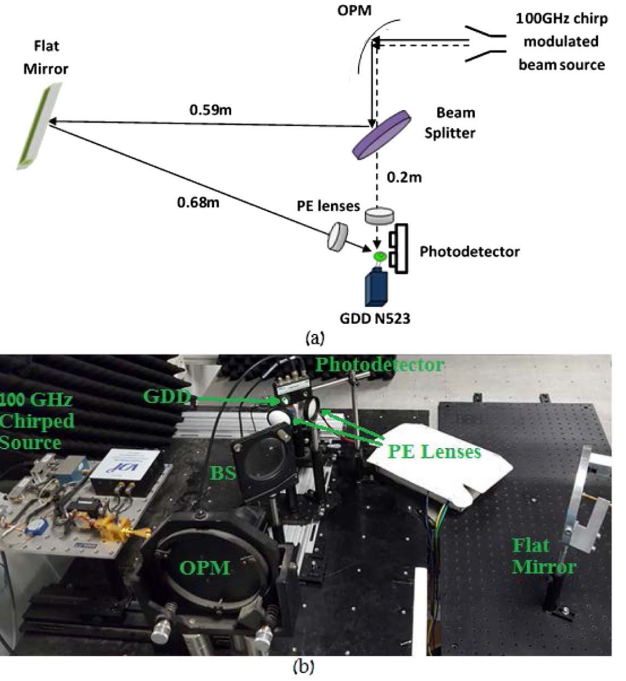 OPM
100GHz chirp
modulated
beam source
Flat
Mirror
0.59m
Beam
Splitter
0.2m
0.68m
PE lenses
Photodetector
GDD N523
(a)
Photodetector
100 GHz
Chirped
Source
GDD
PE Lenses
BS
OPM
Flat
Mirror
(b)